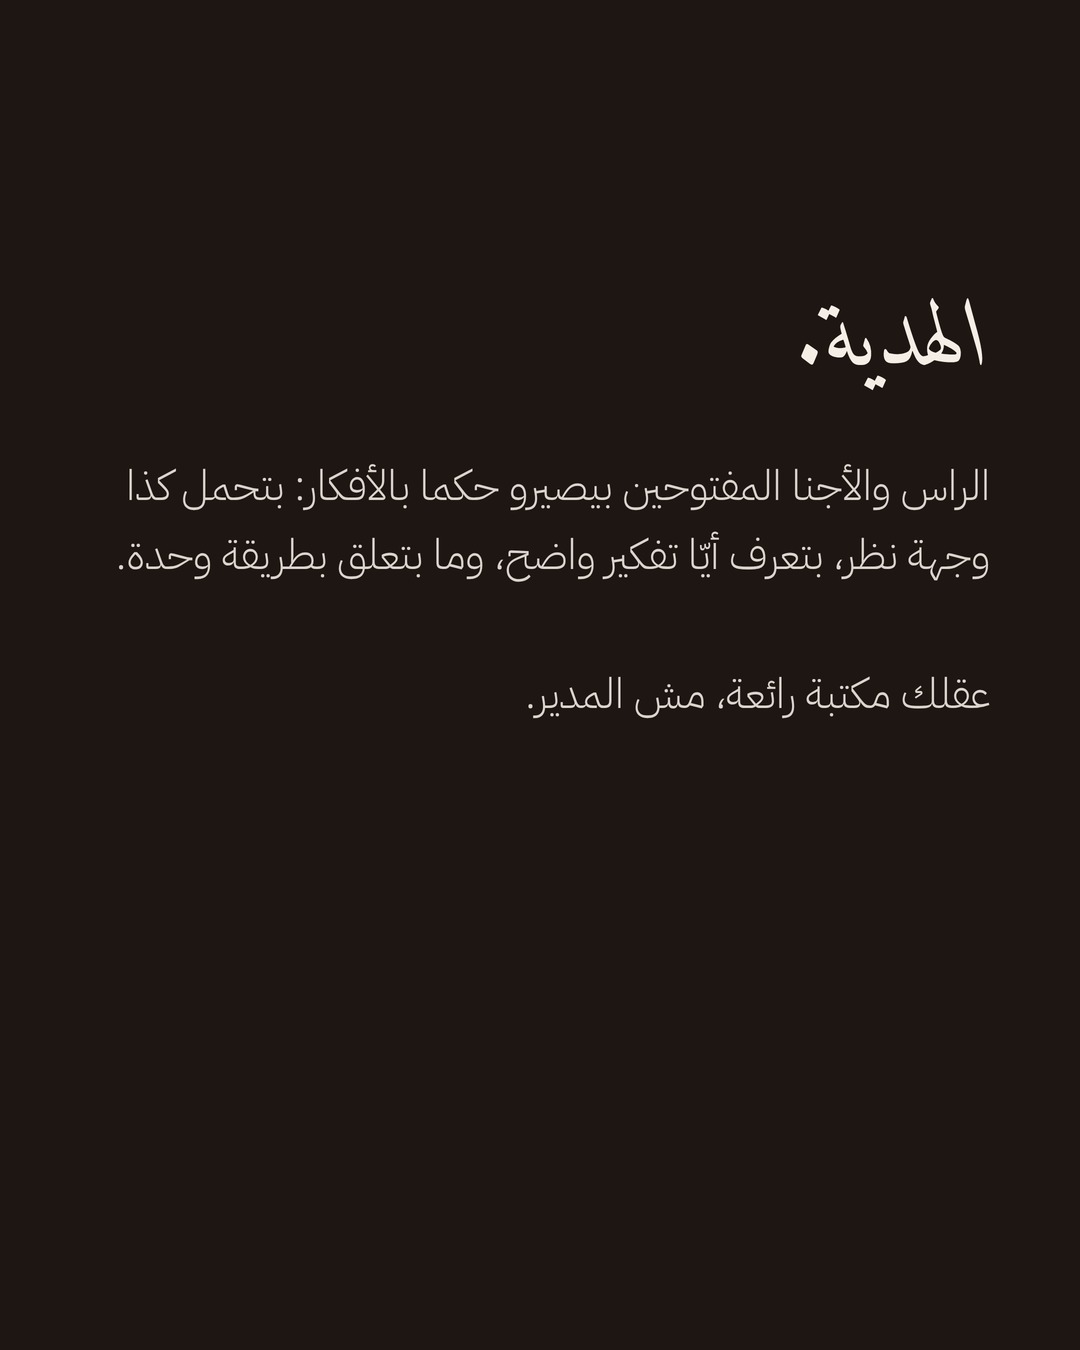 الهدية.
الراس والأجنا المفتوحين بيصيرو حكما بالأفكار: بتحمل كذا
وجهة نظر، بتعرف أيّا تفكير واضح، وما بتعلق بطريقة وحدة.
عقلك مكتبة رائعة، مش المدير.